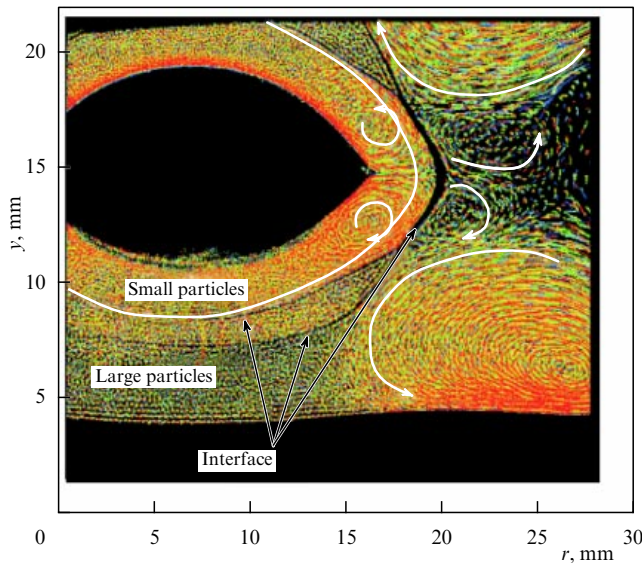 20
15
10
5
y, mm
Small particles
Large particles
Interface
0
5
10
15
20
25
30
r, mm